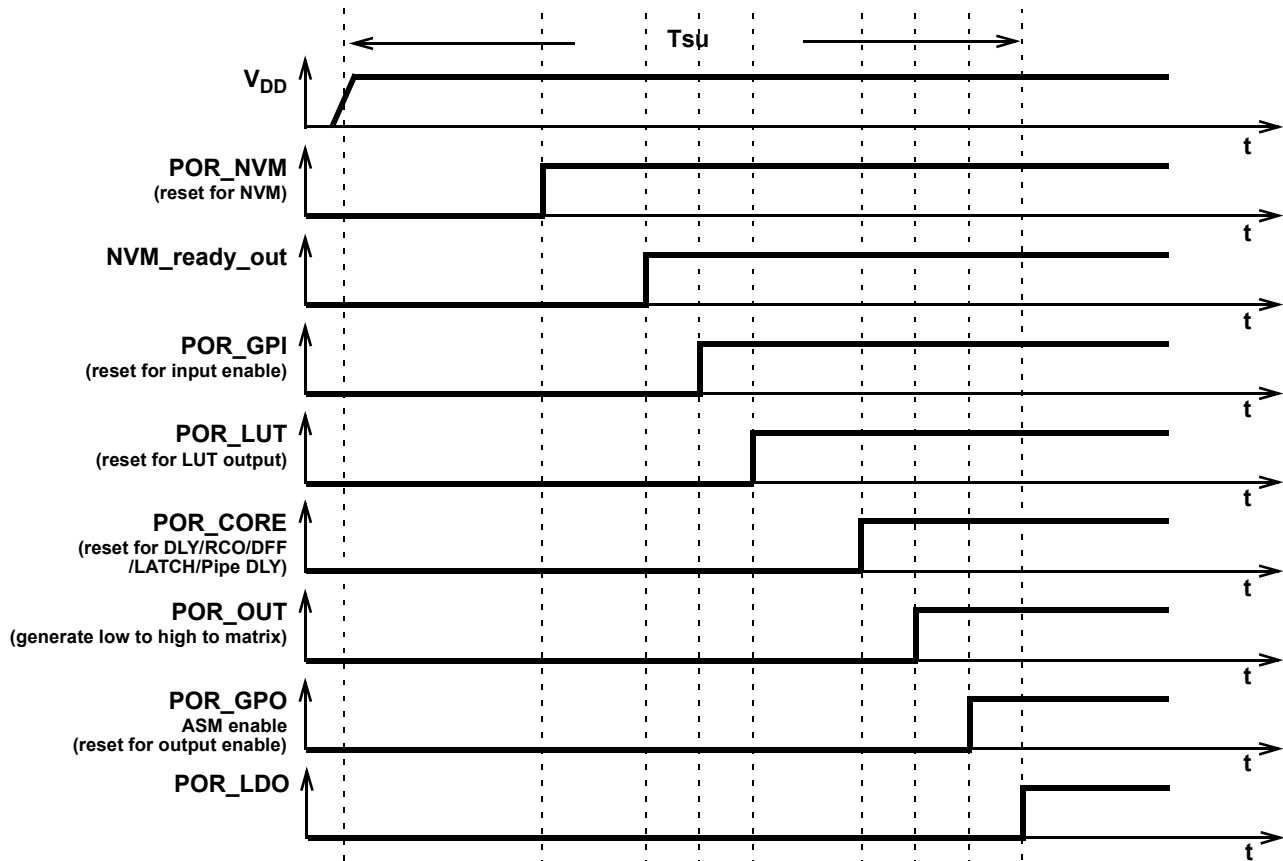 Tsu
VDD
t
POR_NVM
(reset for NVM)
t
NVM_ready_out
t
POR_GPI
(reset for input enable)
t
POR_LUT
(reset for LUT output)
t
POR_CORE
(reset for DLY/RCO/DFF
/LATCH/Pipe DLY)
t
POR_OUT
(generate low to high to matrix)
t
POR_GPO
ASM enable
(reset for output enable)
t
POR_LDO
t